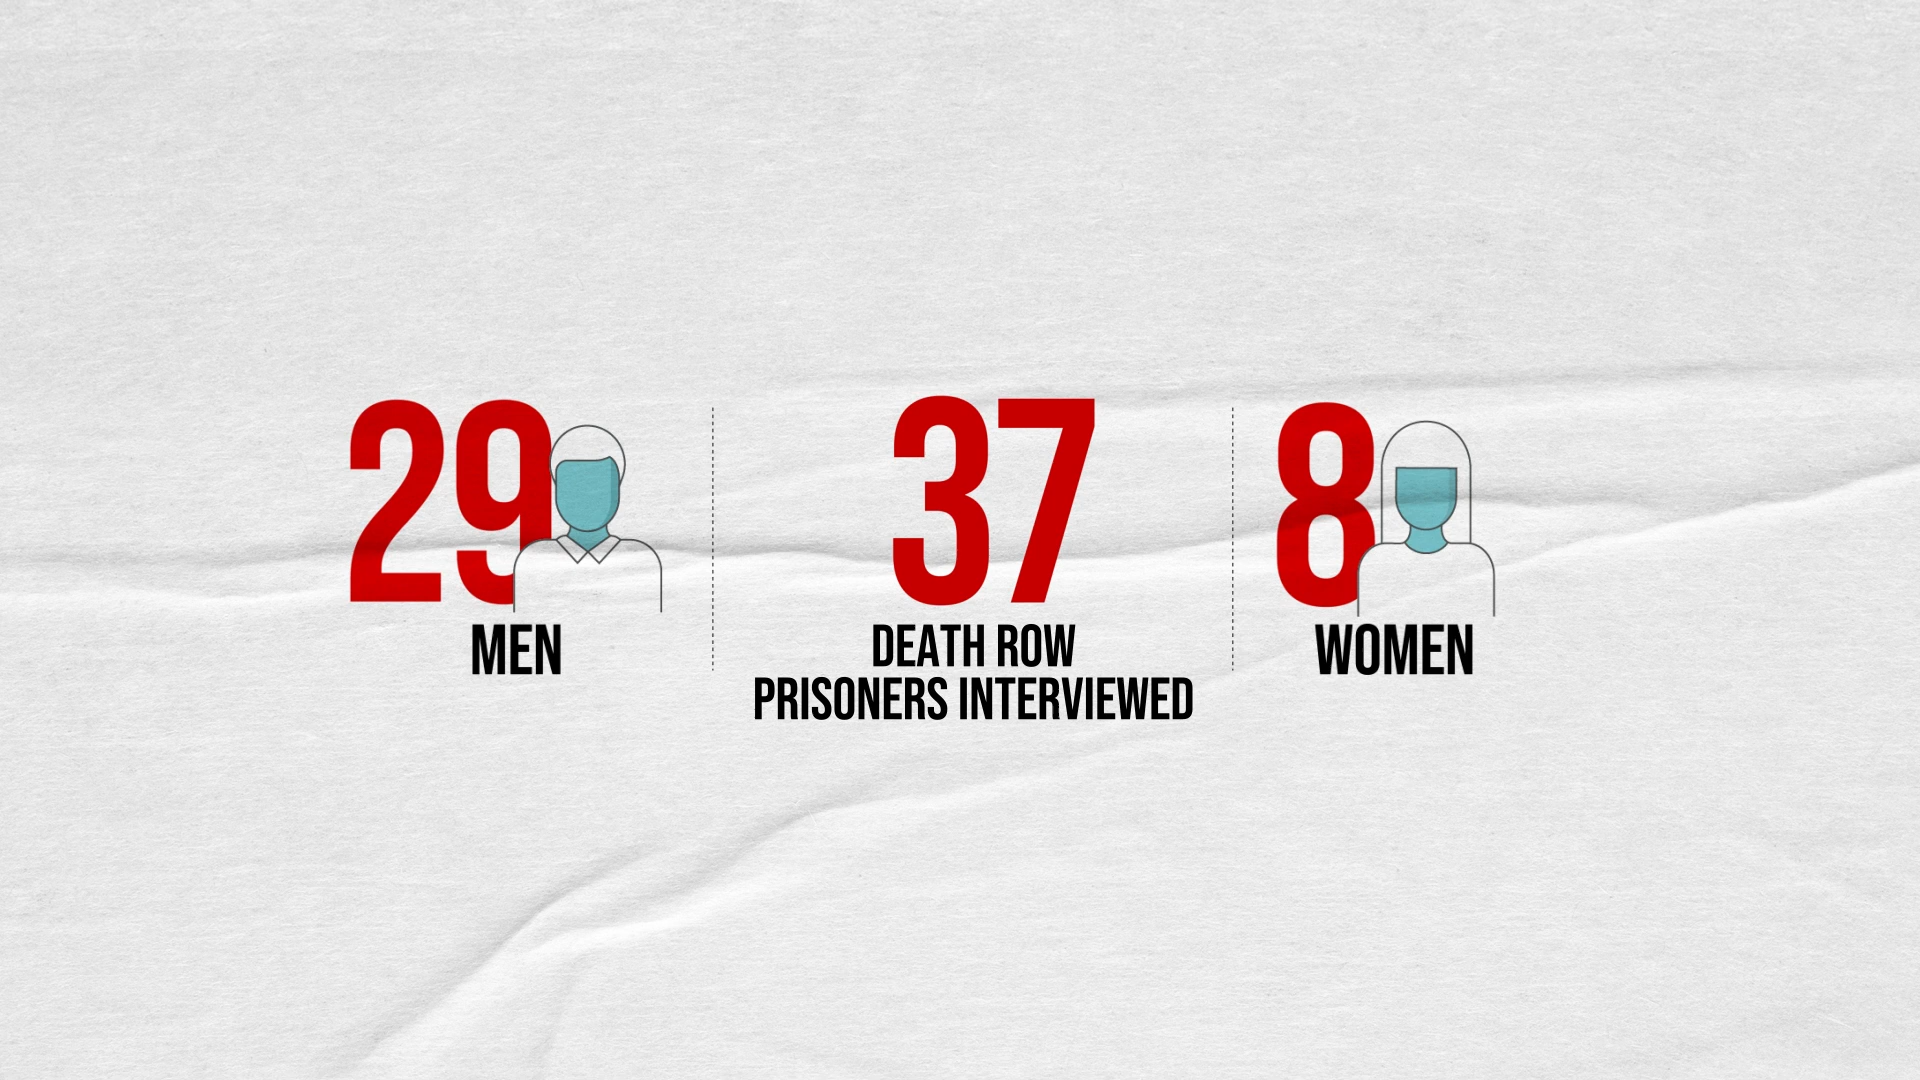 29
MEN
37
DEATH ROW
PRISONERS INTERVIEWED
8
WOMEN